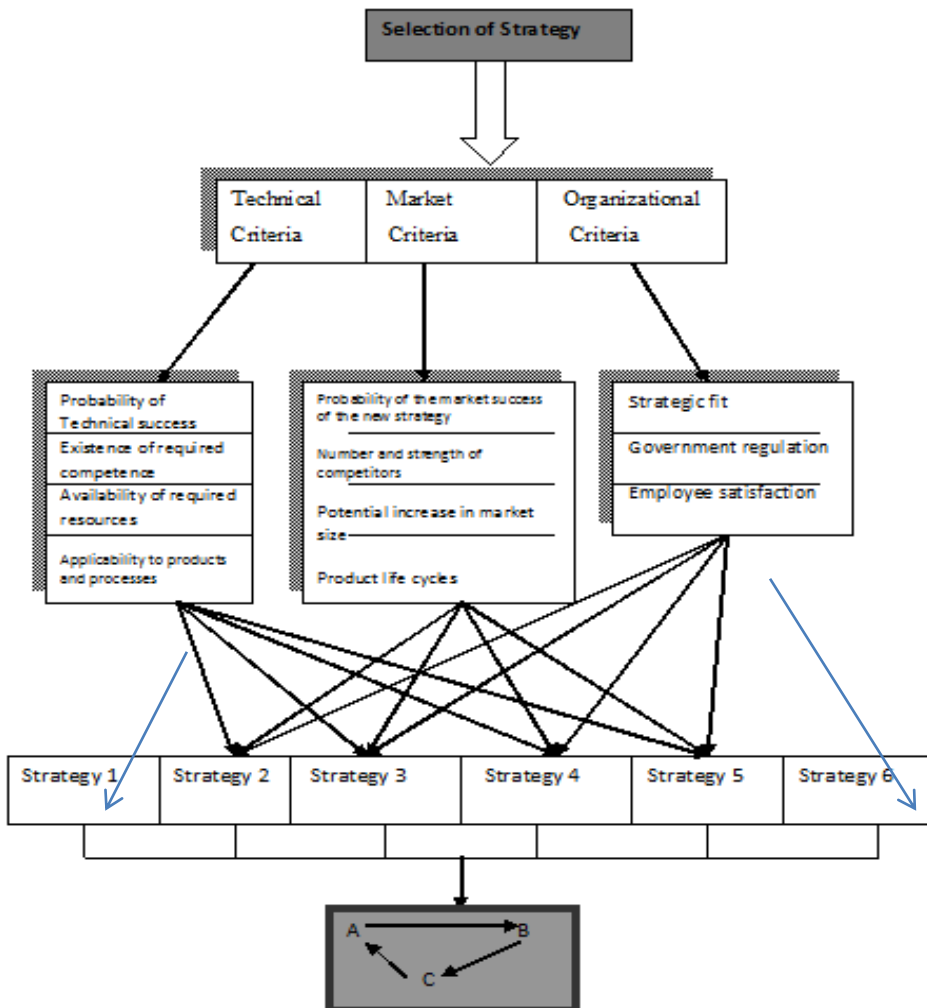 Selection of Strategy
Technical
Criteria
Market
Criteria
Organizational
Criteria
Probability of
Technical success
Existence of required
competence
Availability of required
resources
Applicability to products
and processes
Probability of the market success
of the new strategy
Number and strength of
competitors
Potential increase in market
size
Product life cycles
Strategic fit
Government regulation
Employee satisfaction
Strategy 1
Strategy 2
Strategy 3
Strategy 4
Strategy 5
Strategy 6
A
B
C